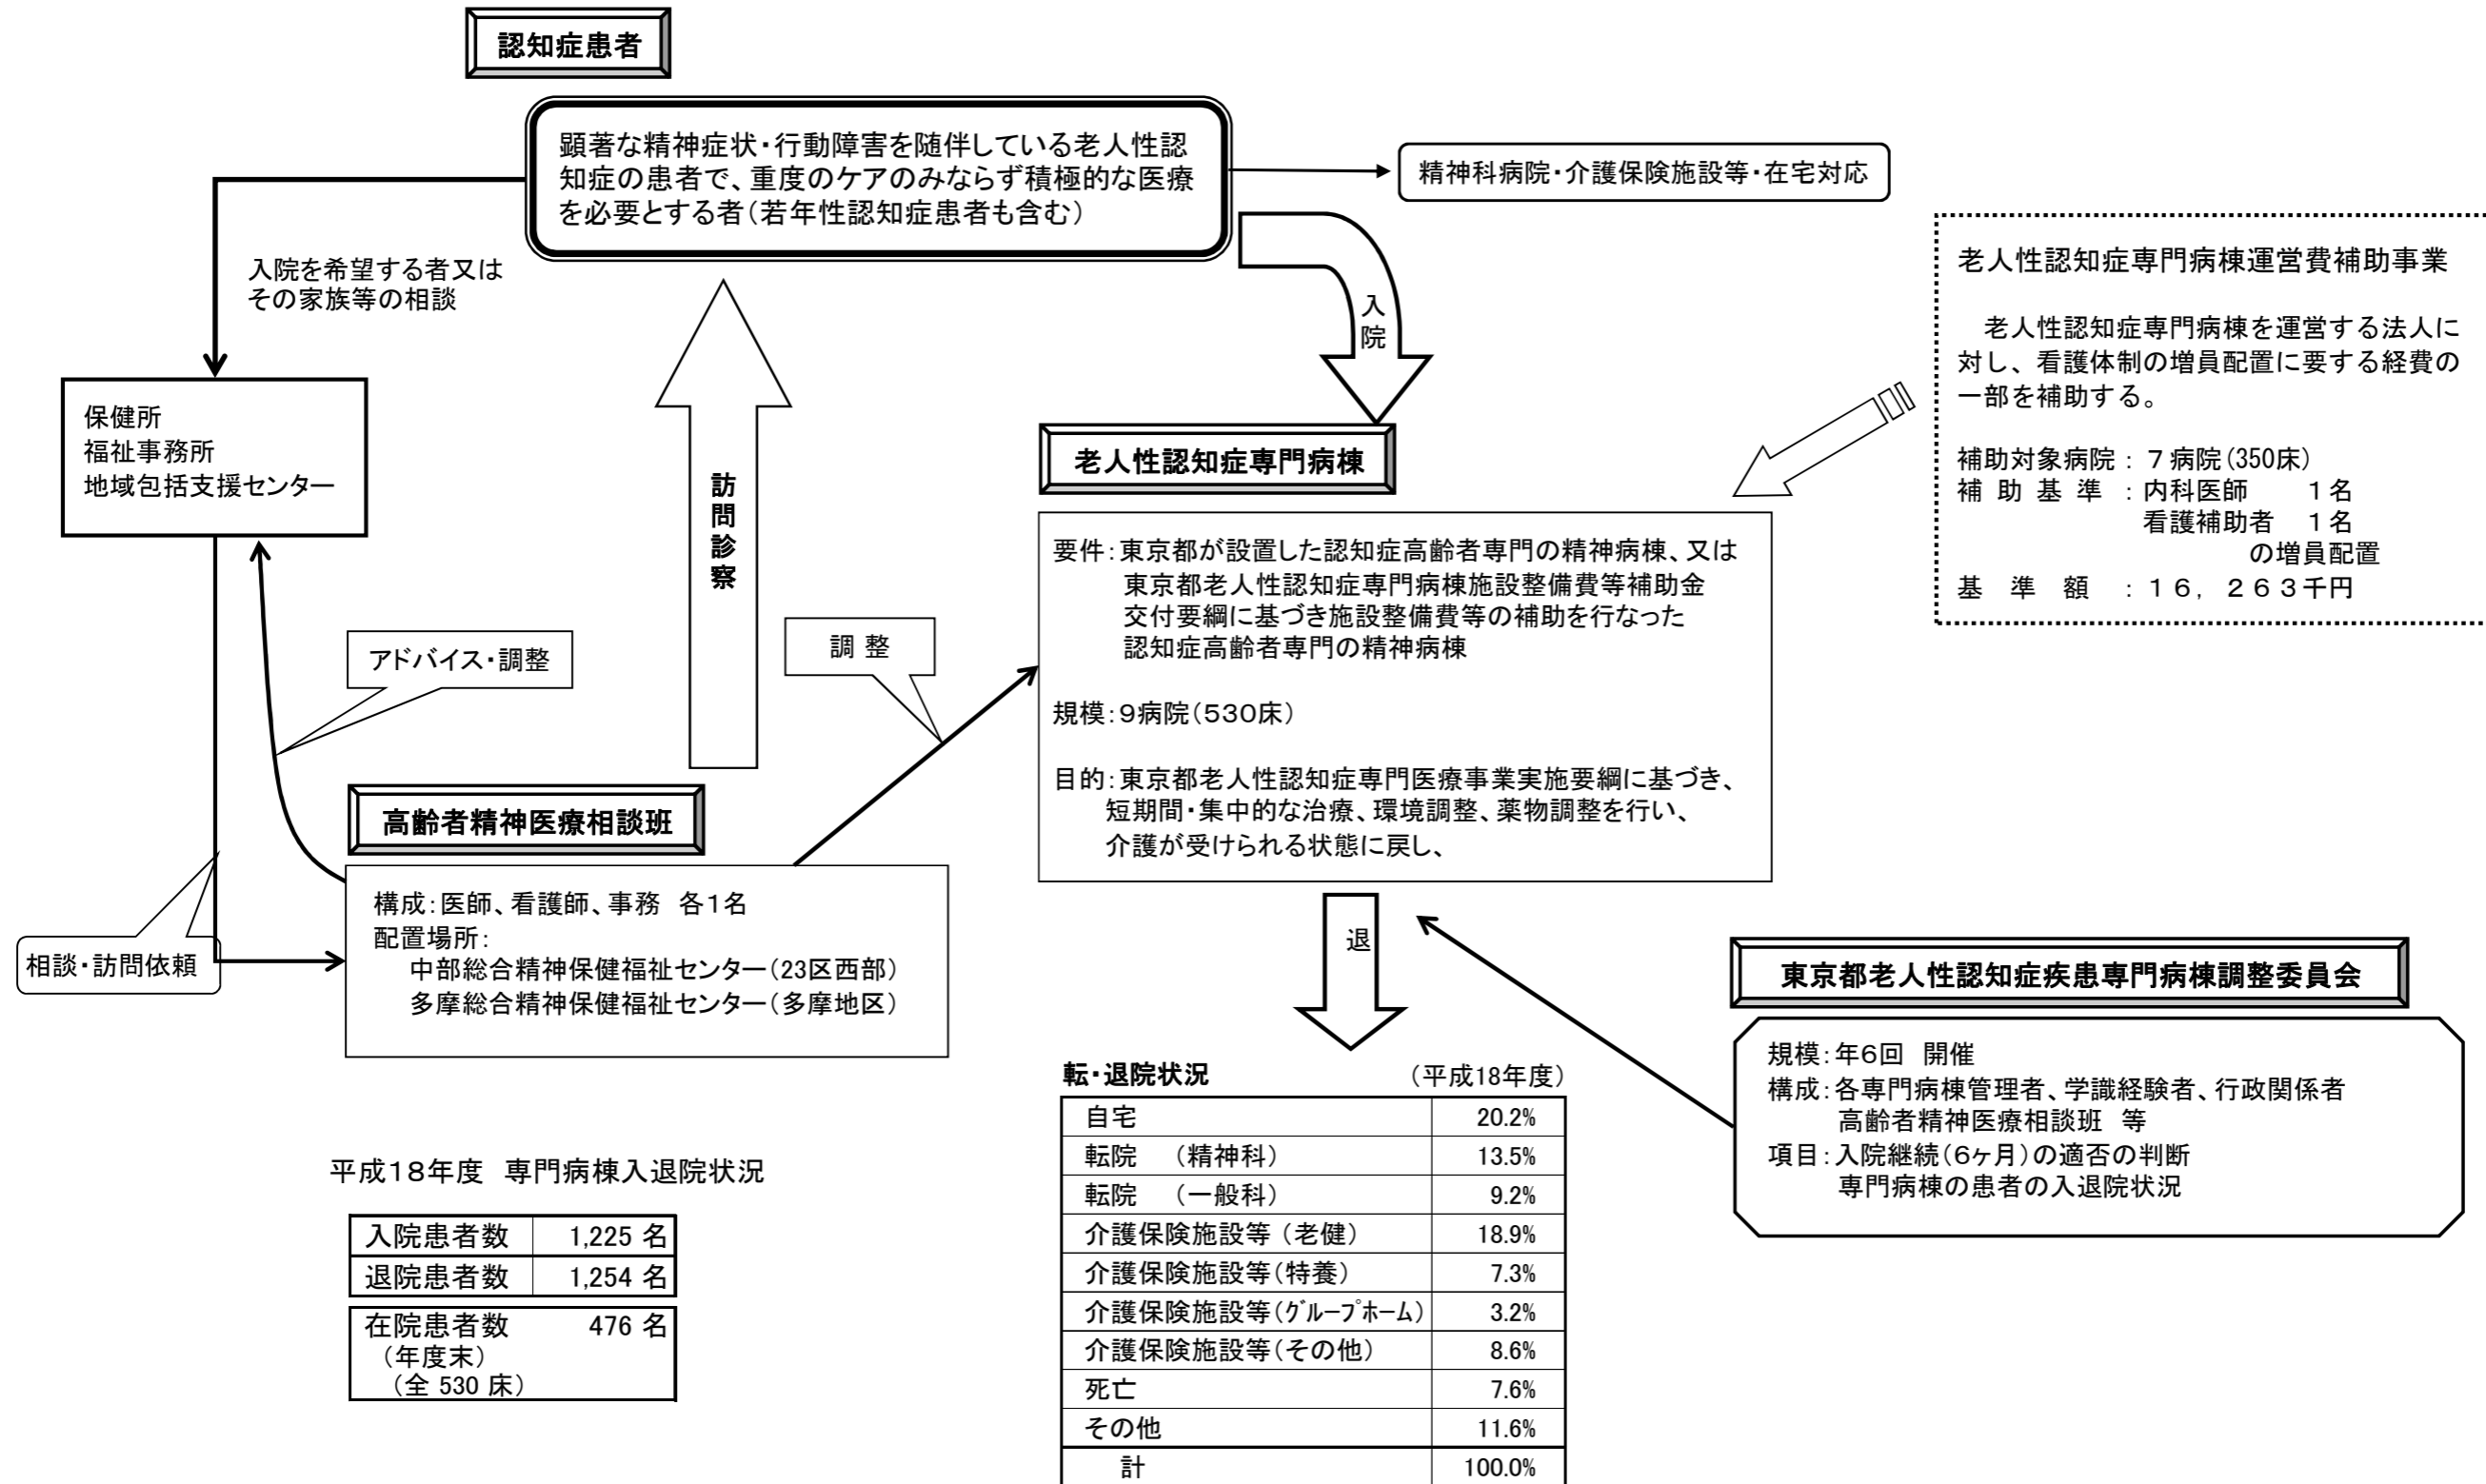 認知症患者
顕著な精神症状・行動障害を随伴している老人性認
知症の患者で、重度のケアのみならず積極的な医療
を必要とする者（若年性認知症患者も含む）
精神科病院・介護保険施設等・在宅対応
入院を希望する者又は
その家族等の相談
入院
老人性認知症専門病棟運営費補助事業
老人性認知症専門病棟を運営する法人に
対し、看護体制の増員配置に要する経費の
一部を補助する。
補助対象病院：７病院(350床)
補助基準：内科医師　１名
看護補助者　１名
の増員配置
基準額：１６，２６３千円
保健所
福祉事務所
地域包括支援センター
訪問診察
老人性認知症専門病棟
要件：東京都が設置した認知症高齢者専門の精神病棟、又は
東京都老人性認知症専門病棟施設整備費等補助金
交付要綱に基づき施設整備費等の補助を行なった
認知症高齢者専門の精神病棟
規模：9病院（530床）
目的：東京都老人性認知症専門医療事業実施要綱に基づき、
短期間・集中的な治療、環境調整、薬物調整を行い、
介護が受けられる状態に戻し、
アドバイス・調整
調 整
高齢者精神医療相談班
構成：医師、看護師、事務　各１名
配置場所：
中部総合精神保健福祉センター（23区西部）
多摩総合精神保健福祉センター（多摩地区）
相談・訪問依頼
退
東京都老人性認知症疾患専門病棟調整委員会
規模：年6回　開催
構成：各専門病棟管理者、学識経験者、行政関係者
高齢者精神医療相談班　等
項目：入院継続（6ヶ月）の適否の判断
専門病棟の患者の入退院状況
転・退院状況　（平成18年度）
自宅　20.2%
転院　（精神科）　13.5%
転院　（一般科）　9.2%
介護保険施設等（老健）　18.9%
介護保険施設等（特養）　7.3%
介護保険施設等（ｸﾞﾙｰﾌﾟﾎｰﾑ）　3.2%
介護保険施設等（その他）　8.6%
死亡　7.6%
その他　11.6%
計　100.0%
平成18年度　専門病棟入退院状況
入院患者数　1,225 名
退院患者数　1,254 名
在院患者数　476 名
（年度末）
（全 530 床）